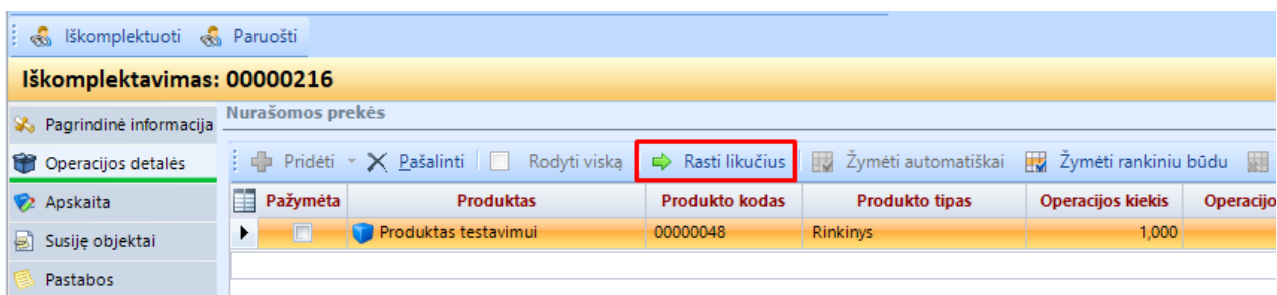 Iškomplektuoti Paruošti
Iškomplektavimas: 00000216
Pagrindinė informacija
Operacijos detalės
Apskaita
Susiję objektai
Pastabos
Nurašomos prekės
Pridėti Pašalinti Rodyti viską Rasti likučius Žymėti automatiškai Žymėti rankiniu būdu
Pažymėta Produktas Produkto kodas Produkto tipas Operacijos kiekis Operacijo
Produktas testavimui 00000048 Rinkinys 1,000